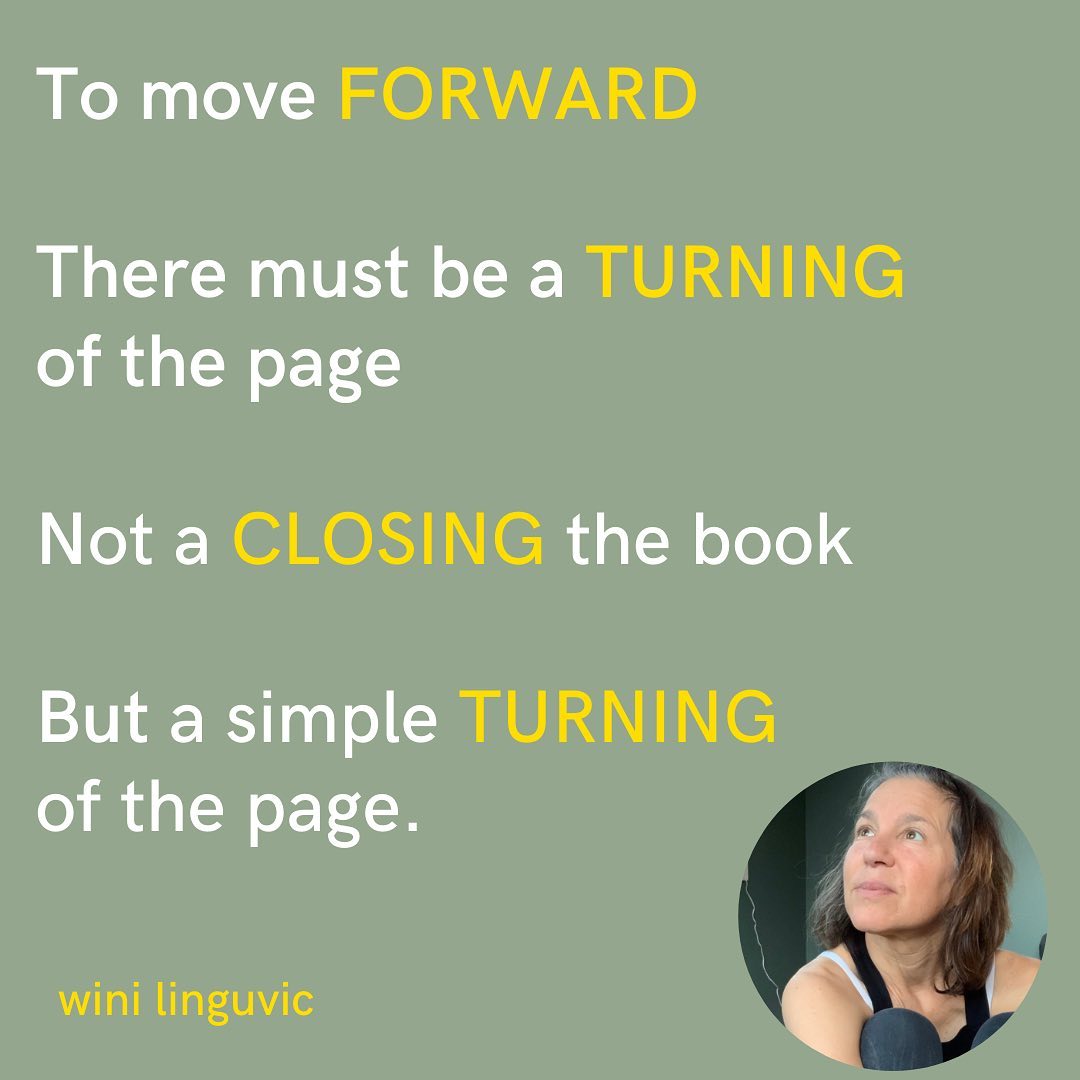 To move FORWARD
There must be a TURNING
of the page
Not a CLOSING the book
But a simple TURNING
of the page.
wini linguvic